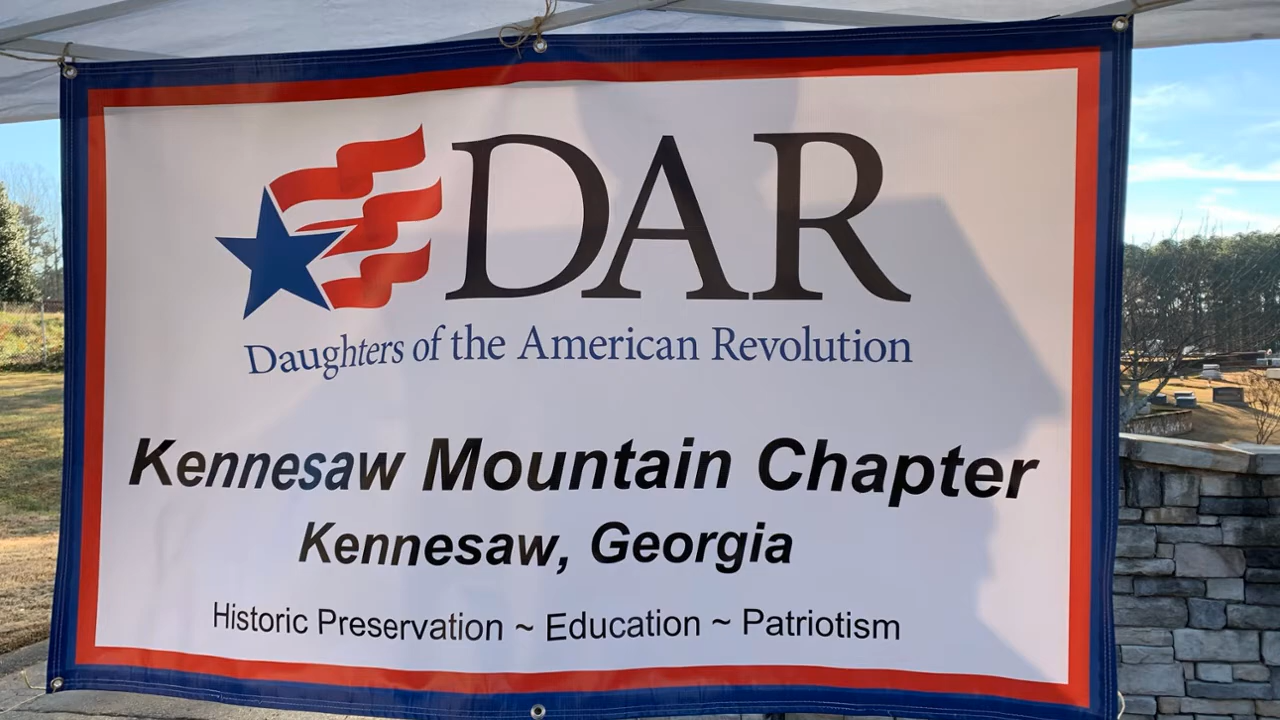 DAR
Daughters of the American Revolution
Kennesaw Mountain Chapter
Kennesaw, Georgia
Historic Preservation ~ Education ~ Patriotism